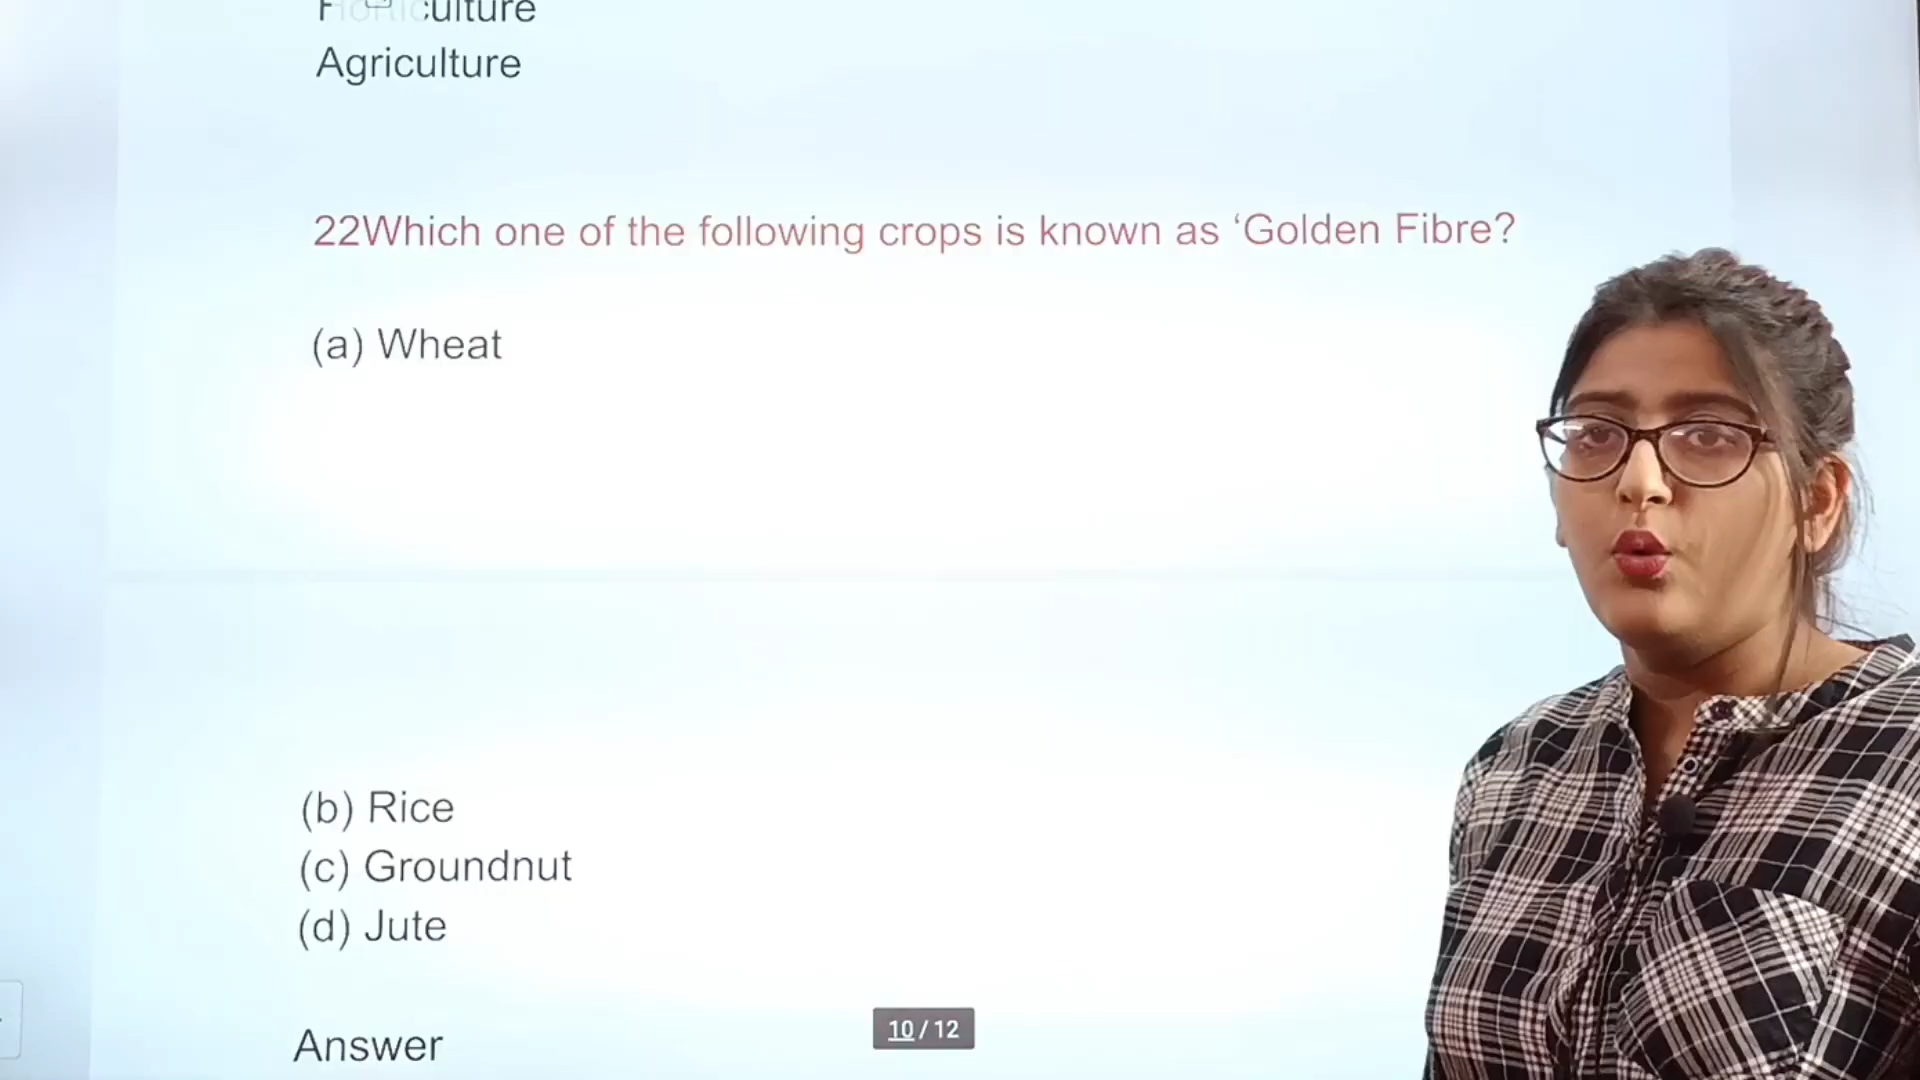 Horticulture
Agriculture
22Which one of the following crops is known as ‘Golden Fibre?
(a) Wheat
(b) Rice
(c) Groundnut
(d) Jute
Answer
10 / 12